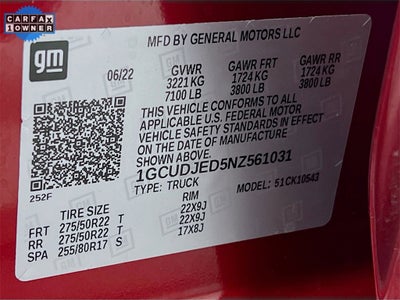 CARFAX
1 OWNER
gm
MFD BY GENERAL MOTORS LLC
06/22 GVWR GAWR FRT GAWR RR
3221 KG 1724 KG 1724 KG
7100 LB 3800 LB 3800 LB
THIS VEHICLE CONFORMS TO ALL
APPLICABLE U.S. FEDERAL MOTOR
VEHICLE SAFETY STANDARDS IN EFFECT
ON THE DATE OF MANUFACTURE
SHOWN ABOVE.
1GCUDJED5NZ561031
252F TYPE: TRUCK MODEL: 51CK10543
TIRE SIZE RIM
FRT 275/50R22 T 22X9J
RR 275/50R22 T 22X9J
SPA 255/80R17 S 17X8J